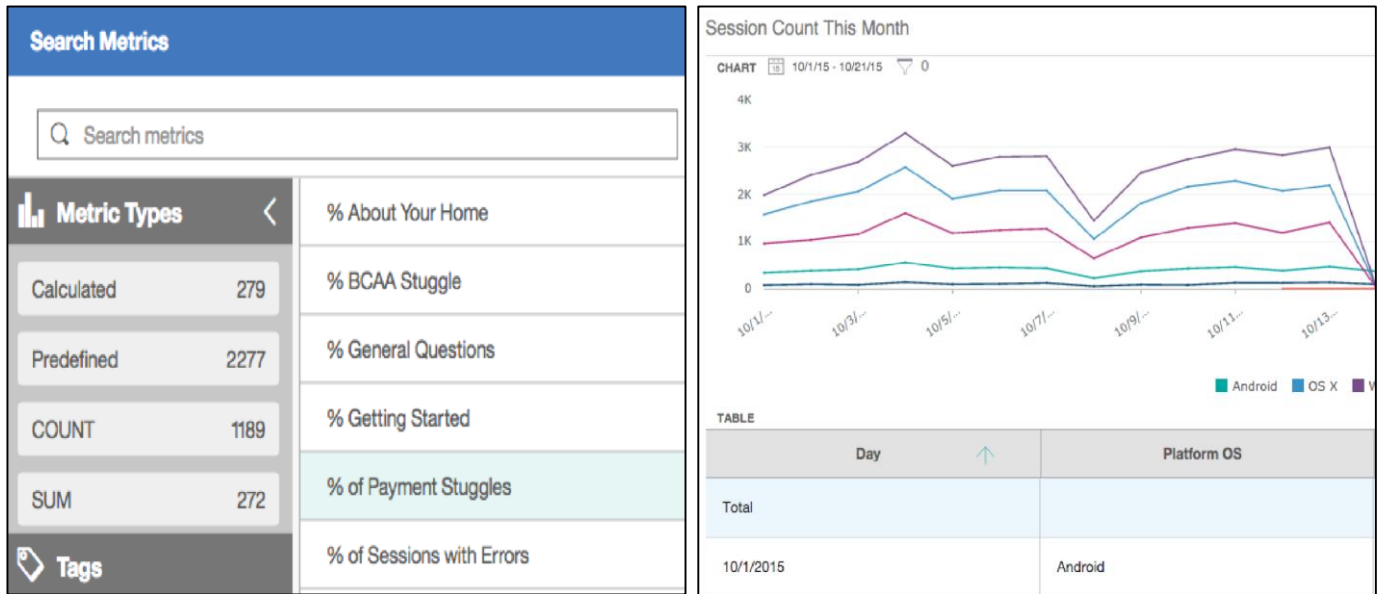 Search Metrics
Search metrics
Metric Types
Calculated 279
Predefined 2277
COUNT 1189
SUM 272
Tags
% About Your Home
% BCAA Stuggle
% General Questions
% Getting Started
% of Payment Stuggles
% of Sessions with Errors
Session Count This Month
CHART 15 10/1/15 - 10/21/15 0
4K
3K
2K
1K
0
10/1/... 10/3/... 10/5/... 10/7/... 10/9/... 10/11... 10/13...
Android OS X
TABLE
Day Platform OS
Total
10/1/2015 Android